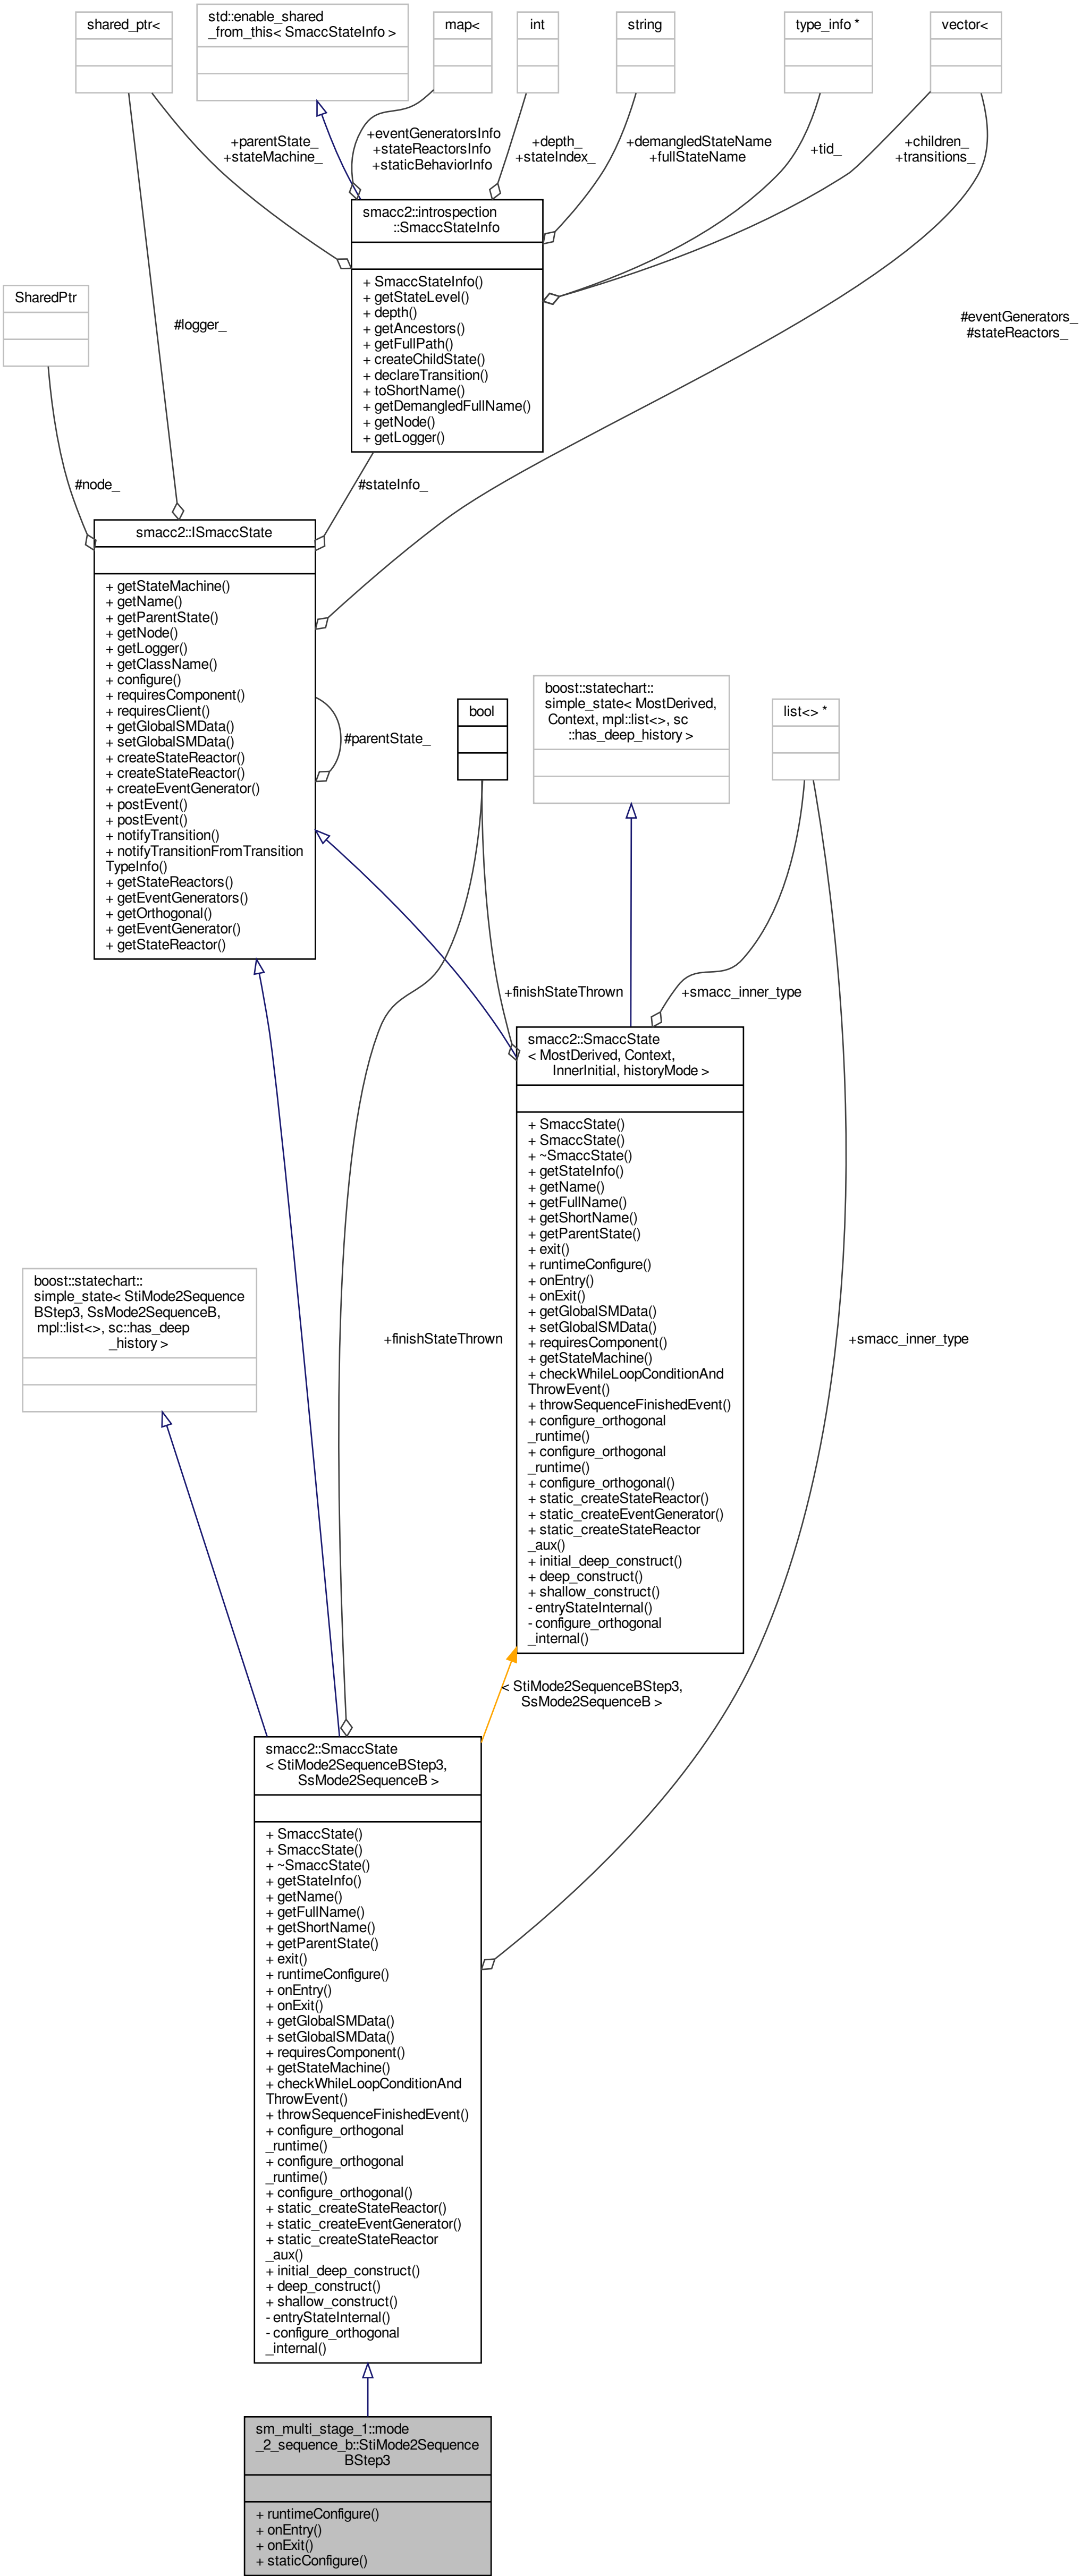 shared_ptr<
std::enable_shared
_from_this< SmaccStateInfo >
map<
int
string
type_info *
vector<
+parentState_
+stateMachine_
+eventGeneratorsInfo
+stateReactorsInfo
+staticBehaviorInfo
+depth_
+stateIndex_
+demangledStateName
+fullStateName
+tid_
+children_
+transitions_
smacc2::introspection
::SmaccStateInfo
+ SmaccStateInfo()
+ getStateLevel()
+ depth()
+ getAncestors()
+ getFullPath()
+ createChildState()
+ declareTransition()
+ toShortName()
+ getDemangledFullName()
+ getNode()
+ getLogger()
SharedPtr
#logger_
#eventGenerators_
#stateReactors_
#node_
#stateInfo_
smacc2::ISmaccState
+ getStateMachine()
+ getName()
+ getParentState()
+ getNode()
+ getLogger()
+ getClassName()
+ configure()
+ requiresComponent()
+ requiresClient()
+ getGlobalSMData()
+ setGlobalSMData()
+ createStateReactor()
+ createStateReactor()
+ createEventGenerator()
+ postEvent()
+ postEvent()
+ notifyTransition()
+ notifyTransitionFromTransition
TypeInfo()
+ getStateReactors()
+ getEventGenerators()
+ getOrthogonal()
+ getEventGenerator()
+ getStateReactor()
#parentState_
bool
boost::statechart::
simple_state< MostDerived,
Context, mpl::list<>, sc
::has_deep_history >
list<> *
+finishStateThrown
+smacc_inner_type
smacc2::SmaccState
< MostDerived, Context,
InnerInitial, historyMode >
+ SmaccState()
+ SmaccState()
+ ~SmaccState()
+ getStateInfo()
+ getName()
+ getFullName()
+ getShortName()
+ getParentState()
+ exit()
+ runtimeConfigure()
+ onEntry()
+ onExit()
+ getGlobalSMData()
+ setGlobalSMData()
+ requiresComponent()
+ getStateMachine()
+ checkWhileLoopConditionAnd
ThrowEvent()
+ throwSequenceFinishedEvent()
+ configure_orthogonal
_runtime()
+ configure_orthogonal
_runtime()
+ configure_orthogonal()
+ static_createStateReactor()
+ static_createEventGenerator()
+ static_createStateReactor
_aux()
+ initial_deep_construct()
+ deep_construct()
+ shallow_construct()
- entryStateInternal()
- configure_orthogonal
_internal()
boost::statechart::
simple_state< StiMode2Sequence
BStep3, SsMode2SequenceB,
mpl::list<>, sc::has_deep
_history >
+finishStateThrown
+smacc_inner_type
< StiMode2SequenceBStep3,
SsMode2SequenceB >
smacc2::SmaccState
< StiMode2SequenceBStep3,
SsMode2SequenceB >
+ SmaccState()
+ SmaccState()
+ ~SmaccState()
+ getStateInfo()
+ getName()
+ getFullName()
+ getShortName()
+ getParentState()
+ exit()
+ runtimeConfigure()
+ onEntry()
+ onExit()
+ getGlobalSMData()
+ setGlobalSMData()
+ requiresComponent()
+ getStateMachine()
+ checkWhileLoopConditionAnd
ThrowEvent()
+ throwSequenceFinishedEvent()
+ configure_orthogonal
_runtime()
+ configure_orthogonal
_runtime()
+ configure_orthogonal()
+ static_createStateReactor()
+ static_createEventGenerator()
+ static_createStateReactor
_aux()
+ initial_deep_construct()
+ deep_construct()
+ shallow_construct()
- entryStateInternal()
- configure_orthogonal
_internal()
sm_multi_stage_1::mode
_2_sequence_b::StiMode2Sequence
BStep3
+ runtimeConfigure()
+ onEntry()
+ onExit()
+ staticConfigure()